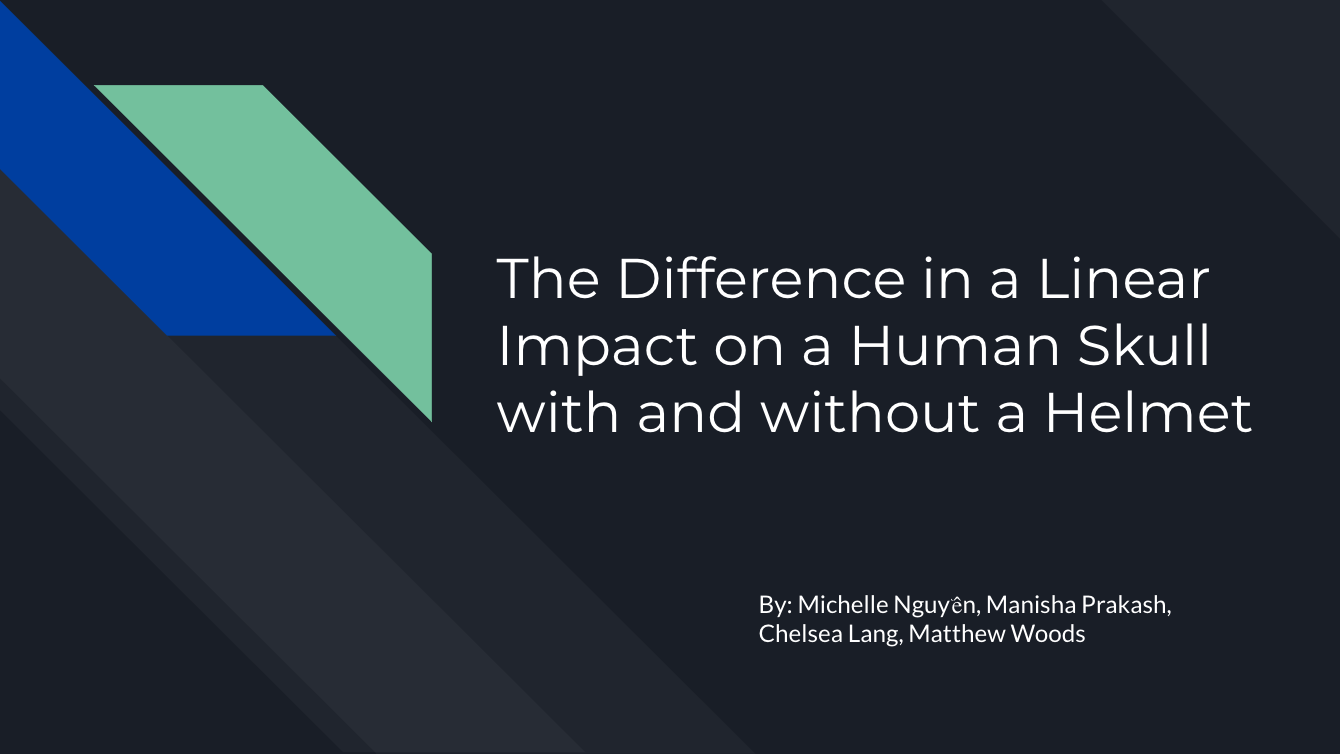 The Difference in a Linear
Impact on a Human Skull
with and without a Helmet
By: Michelle Nguyễn, Manisha Prakash,
Chelsea Lang, Matthew Woods